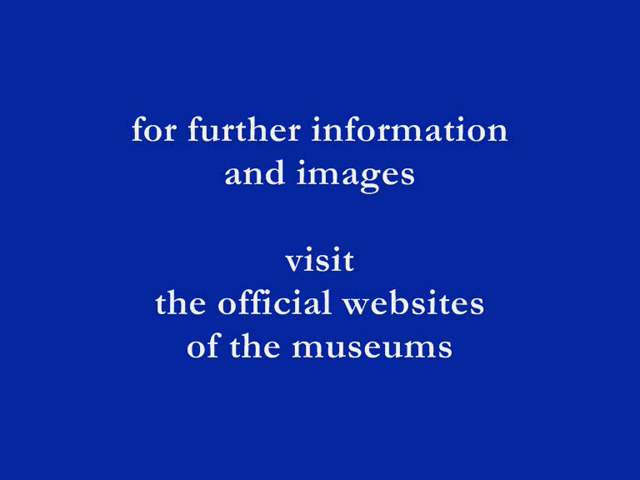 for further information
and images
visit
the official websites
of the museums